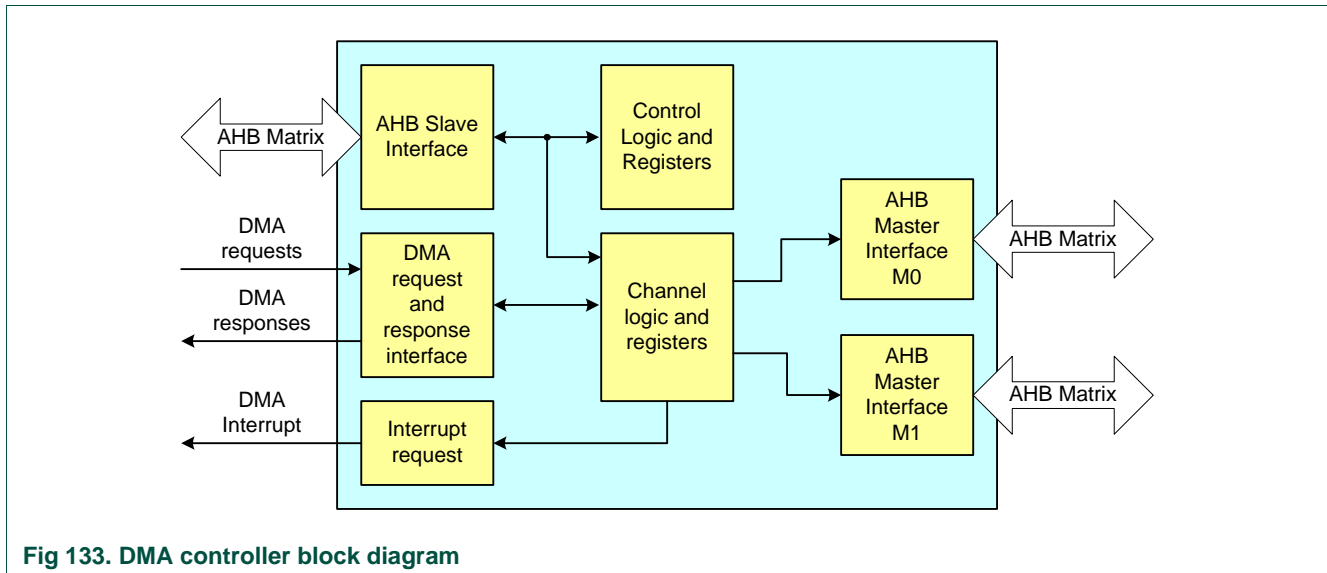 AHB Matrix
AHB Slave
Interface
Control
Logic and
Registers
DMA
requests
DMA
responses
DMA
request
and
response
interface
Channel
logic and
registers
AHB
Master
Interface
M0
AHB Matrix
AHB
Master
Interface
M1
AHB Matrix
DMA
Interrupt
Interrupt
request
Fig 133. DMA controller block diagram